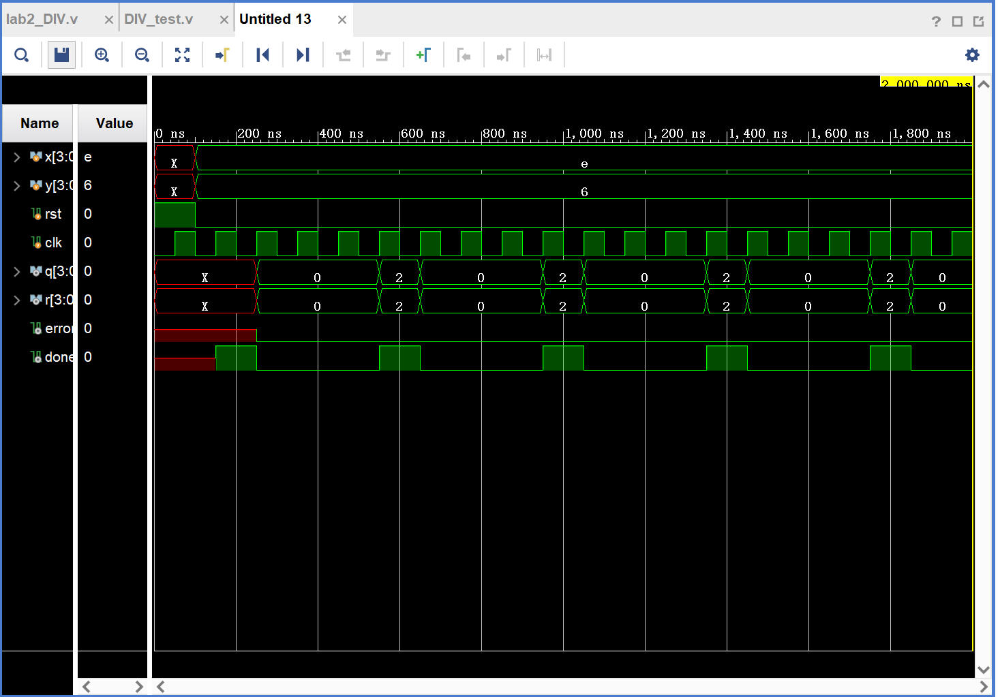 lab2_DIV.v DIV_test.v Untitled 13
2,000.000 ns
Name Value
0 ns 200 ns 400 ns 600 ns 800 ns 1,000 ns 1,200 ns 1,400 ns 1,600 ns 1,800 ns
x[3:0 e X e
y[3:0 6 X 6
rst 0
clk 0
q[3:0 0 X 0 2 0 2 0 2 0 2 0
r[3:0 0 X 0 2 0 2 0 2 0 2 0
error 0
done 0